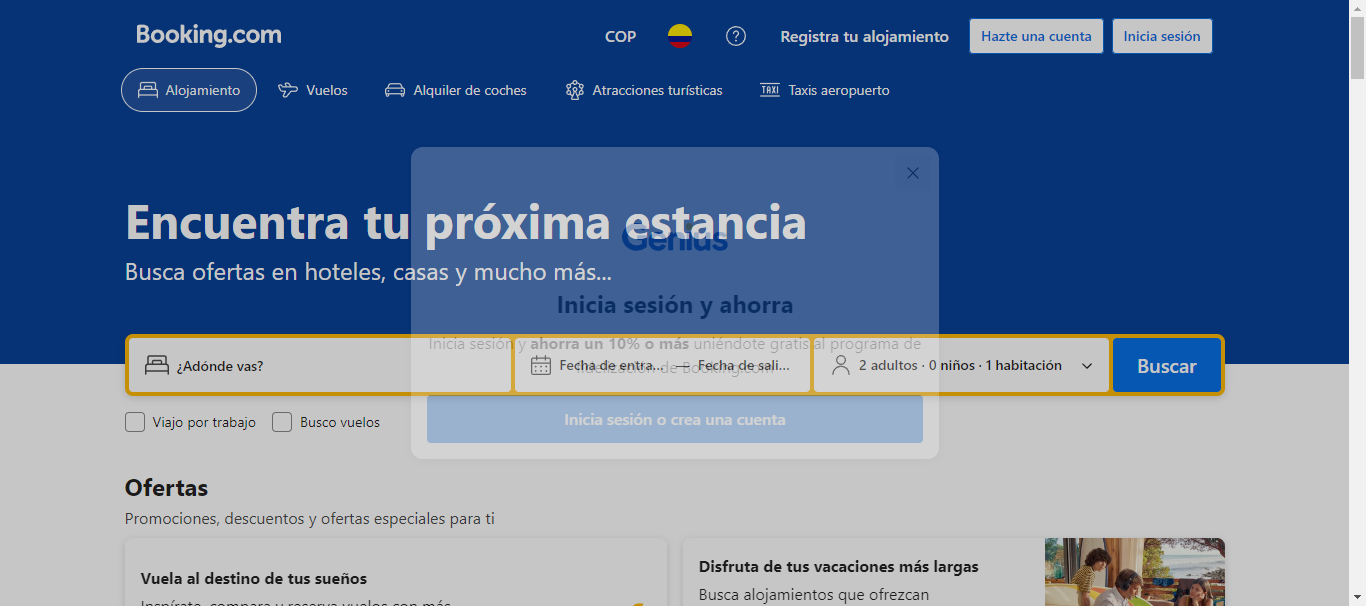 Booking.com
COP
Registra tu alojamiento
Hazte una cuenta
Inicia sesión
Alojamiento
Vuelos
Alquiler de coches
Atracciones turísticas
TAXI
Taxis aeropuerto
Encuentra tu próxima estancia
Genius
Busca ofertas en hoteles, casas y mucho más...
Inicia sesión y ahorra
Inicia sesión y ahorra un 10% o más uniéndote gratis al programa de
fidelización de Booking.com
¿Adónde vas?
Fecha de entra... — Fecha de sali...
2 adultos · 0 niños · 1 habitación
Buscar
Inicia sesión o crea una cuenta
Viajo por trabajo
Busco vuelos
Ofertas
Promociones, descuentos y ofertas especiales para ti
Vuela al destino de tus sueños
Inspírate, compara y reserva vuelos con más
Disfruta de tus vacaciones más largas
Busca alojamientos que ofrezcan